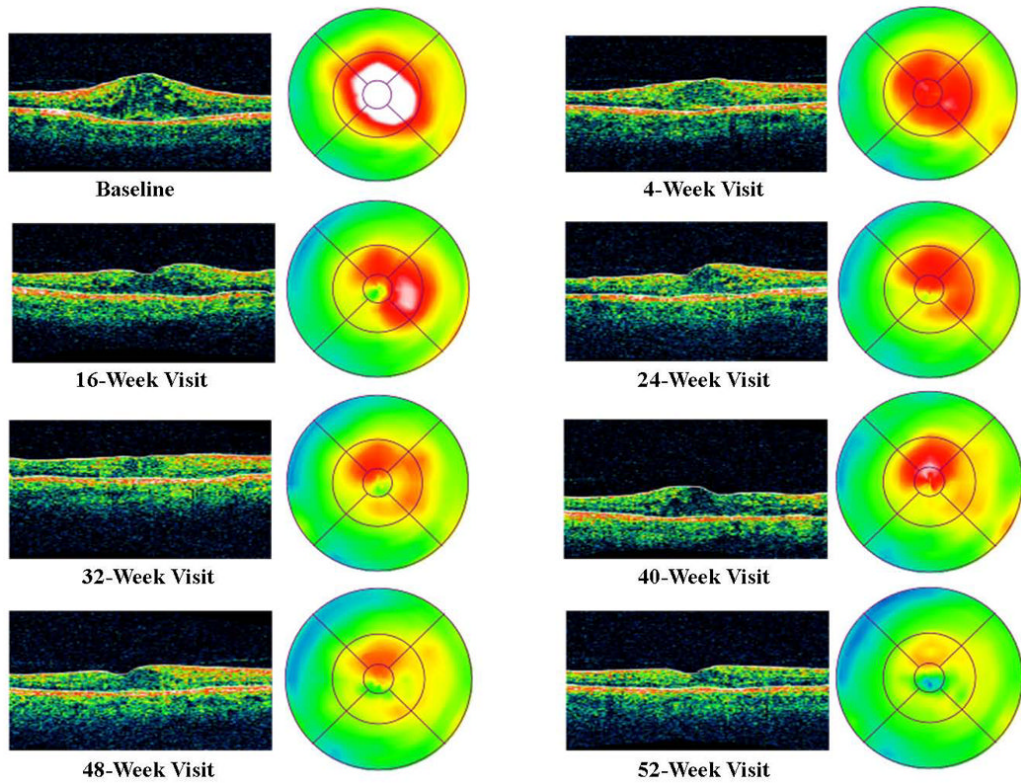 Baseline
4-Week Visit
16-Week Visit
24-Week Visit
32-Week Visit
40-Week Visit
48-Week Visit
52-Week Visit